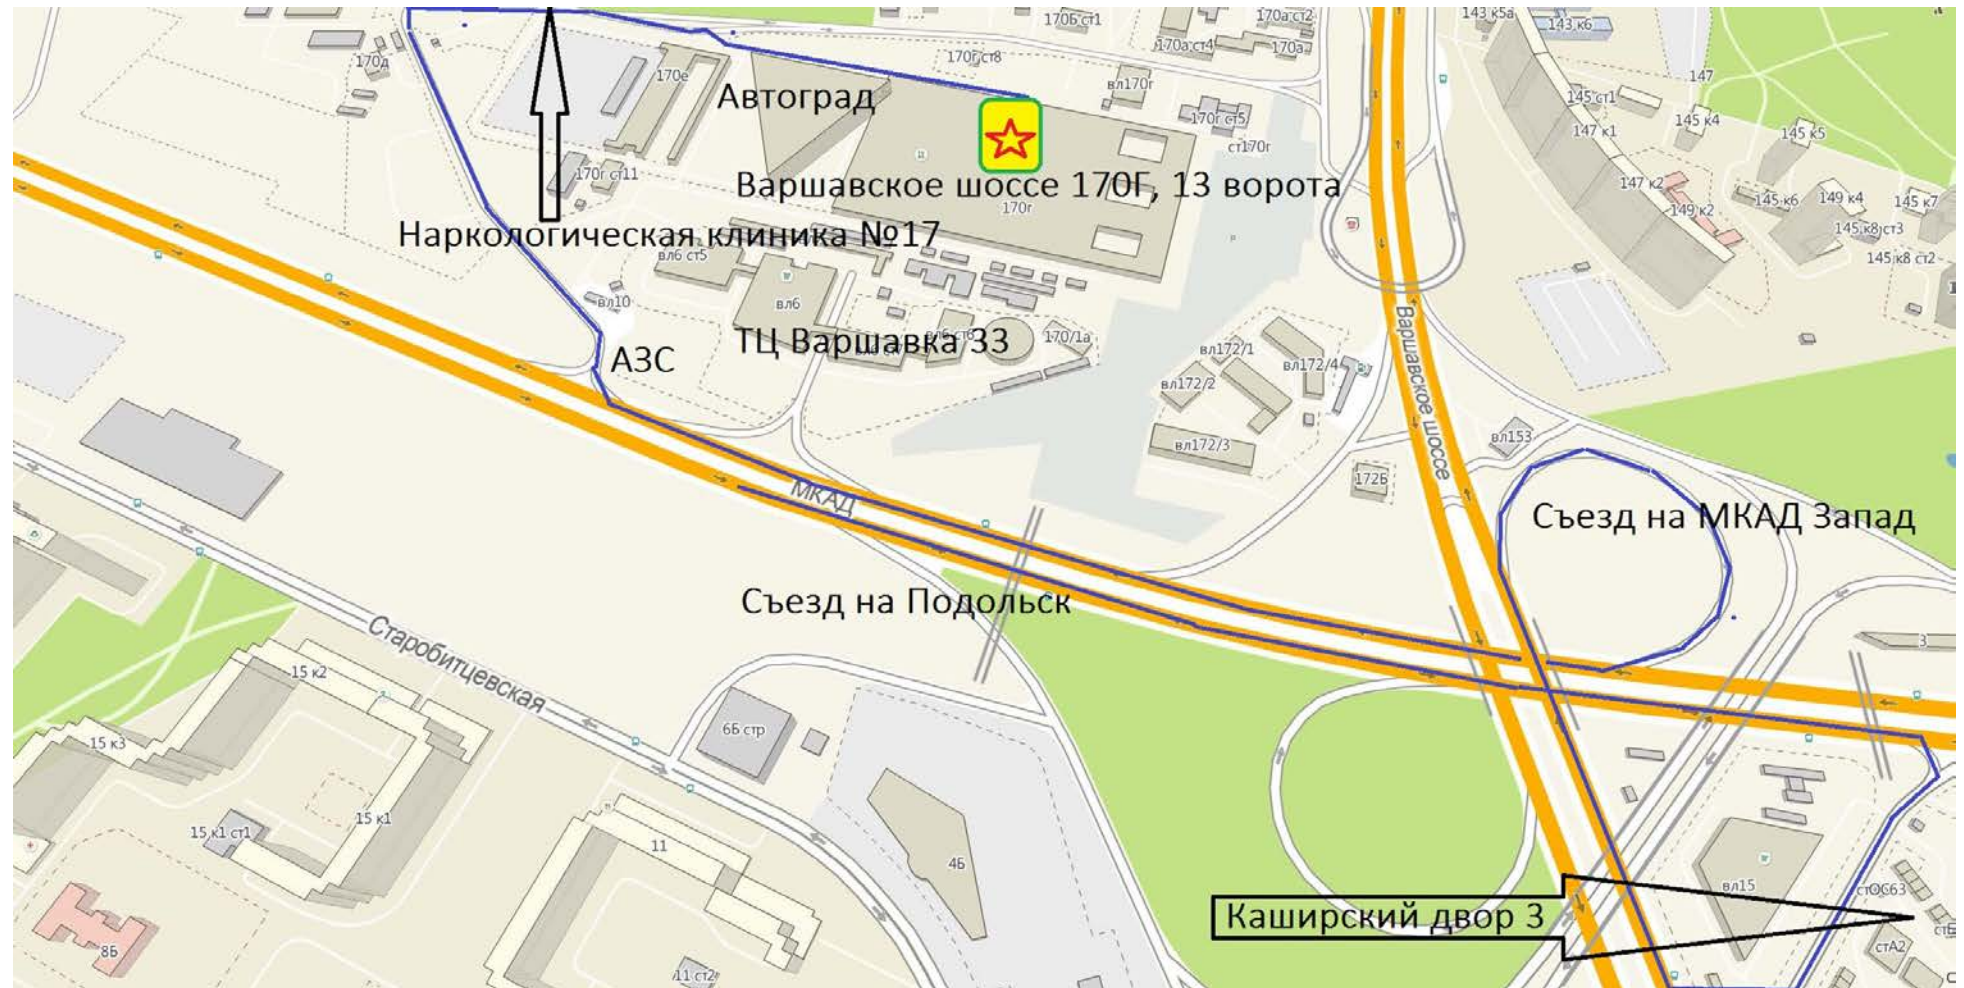 170Б ст1
170а ст2
143 к5а
143 к6
170д
170е
170г ст8
170а ст4
170а
147
вл170г
Автоград
145 ст1
170г ст5
147 к1
145 к4
145 к5
ст170г
170г ст11
Варшавское шоссе 170Г, 13 ворота
170г
147 к2
149 к2
145 к6
149 к4
145 к7
145 к8 ст3
Наркологическая клиника №17
вл6 ст5
145 к8 ст2
вл10
вл6
ТЦ Варшавка 33
170/1а
вл172/1
вл172/4
АЗС
вл172/2
Варшавское шоссе
вл172/3
вл153
172Б
МКАД
Съезд на МКАД Запад
Съезд на Подольск
Старобитцевская
3
15 к2
6Б стр
15 к3
15 к1
15 к1 ст1
11
4Б
вл15
стОС63
Каширский двор 3
8Б
стА2
11 ст2